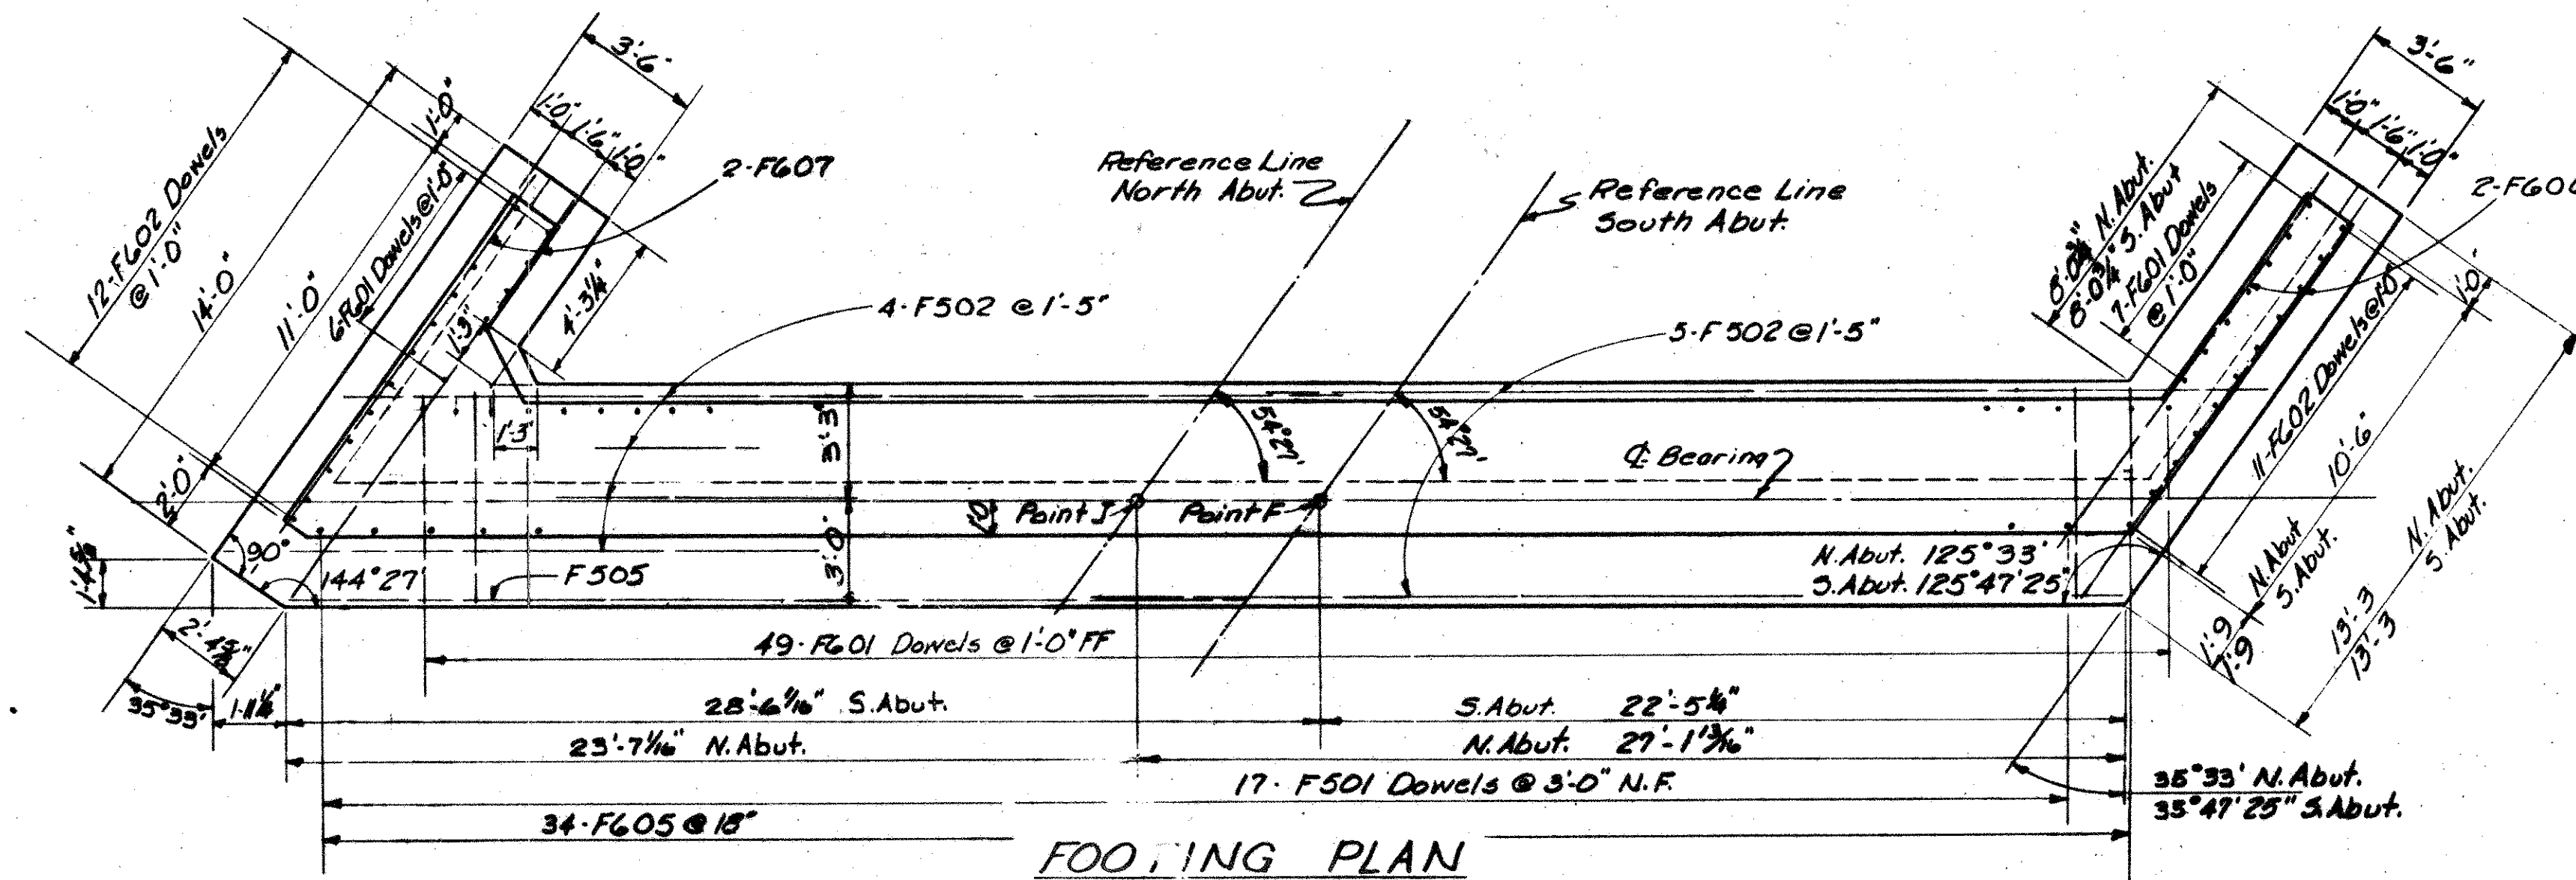 3'-6"
1'-0" 1'-6" 1'-0"
2-F607
12-F602 Dowels
@ 1'-0"
14'-0"
11'-0"
1'-0"
6-F601 Dowels@1'-0"
1'-3"
4'-3¼"
4-F502 @ 1'-5"
Reference Line
North Abut.
Reference Line
South Abut.
5-F502 @ 1'-5"
3'-6"
1'-0" 1'-6" 1'-0"
8'-0¾" N. Abut.
8'-0¾" S. Abut
7-F601 Dowels
@ 1'-0"
1'-0"
11-F602 Dowels@1'-0"
10'-6"
N. Abut
S. Abut.
N. Abut.
S. Abut.
1'-9
1'-9
13'-3
13'-3
2'-0"
1'-3"
3'-3"
54°27'
54°27'
₵ Bearing
1'-0"
Point J
Point F
3'-0"
90°
144°27'
F505
N. Abut. 125°33'
S. Abut. 125°47'25"
49-F601 Dowels @ 1'-0" FF
35°33'
28'-6 1/16" S. Abut.
S. Abut. 22'-5¼"
23'-7 1/16" N. Abut.
N. Abut. 27'-1 13/16"
17-F501 Dowels @ 3'-0" N.F.
35°33' N. Abut.
35°47'25" S. Abut.
34-F605 @ 18"
FOOTING PLAN